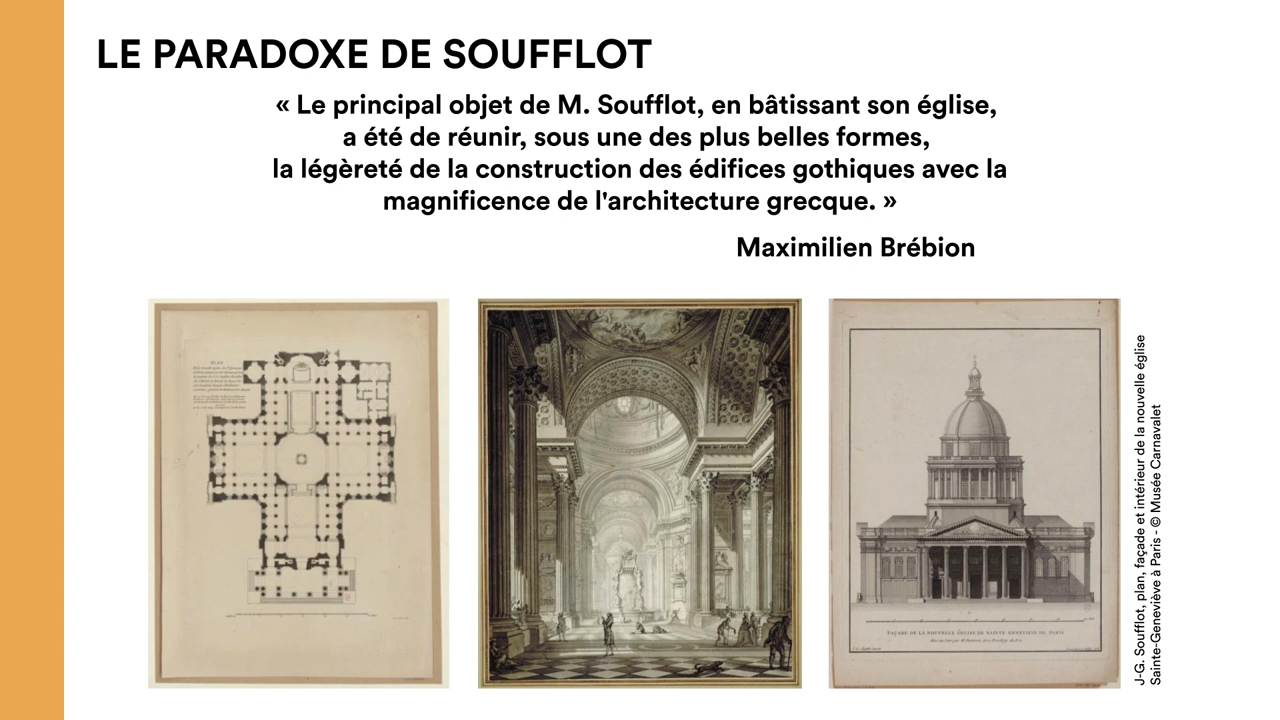 LE PARADOXE DE SOUFFLOT
« Le principal objet de M. Soufflot, en bâtissant son église,
a été de réunir, sous une des plus belles formes,
la légèreté de la construction des édifices gothiques avec la
magnificence de l'architecture grecque. »
Maximilien Brébion
PLAN
FAÇADE DE LA NOUVELLE ÉGLISE DE SAINTE GENEVIEVE DE PARIS
J-G. Soufflot, plan, façade et intérieur de la nouvelle église
Sainte-Geneviève à Paris - © Musée Carnavalet